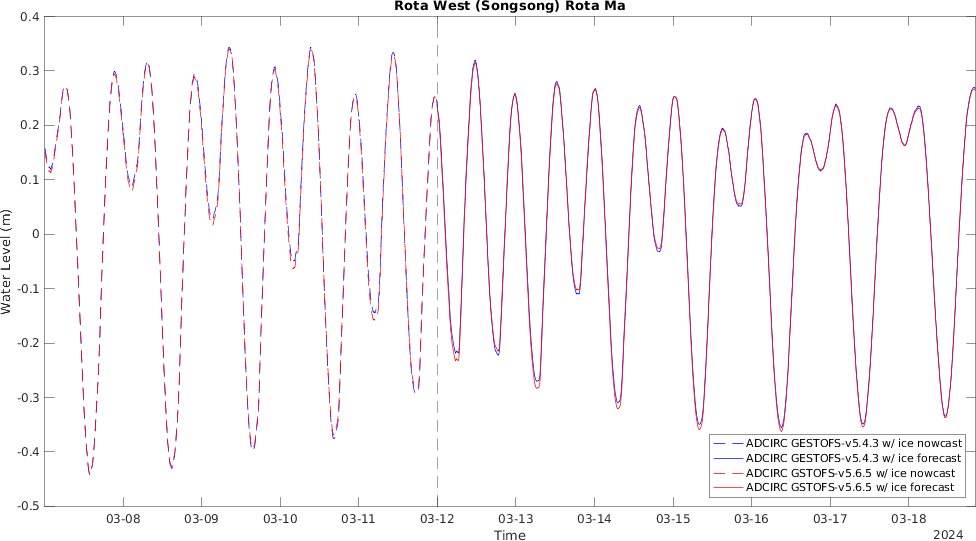 Rota West (Songsong) Rota Ma
0.4
0.3
0.2
0.1
0
-0.1
-0.2
-0.3
-0.4
-0.5
Water Level (m)
ADCIRC GESTOFS-v5.4.3 w/ ice nowcast
ADCIRC GESTOFS-v5.4.3 w/ ice forecast
ADCIRC GSTOFS-v5.6.5 w/ ice nowcast
ADCIRC GSTOFS-v5.6.5 w/ ice forecast
03-08 03-09 03-10 03-11 03-12 03-13 03-14 03-15 03-16 03-17 03-18
Time
2024